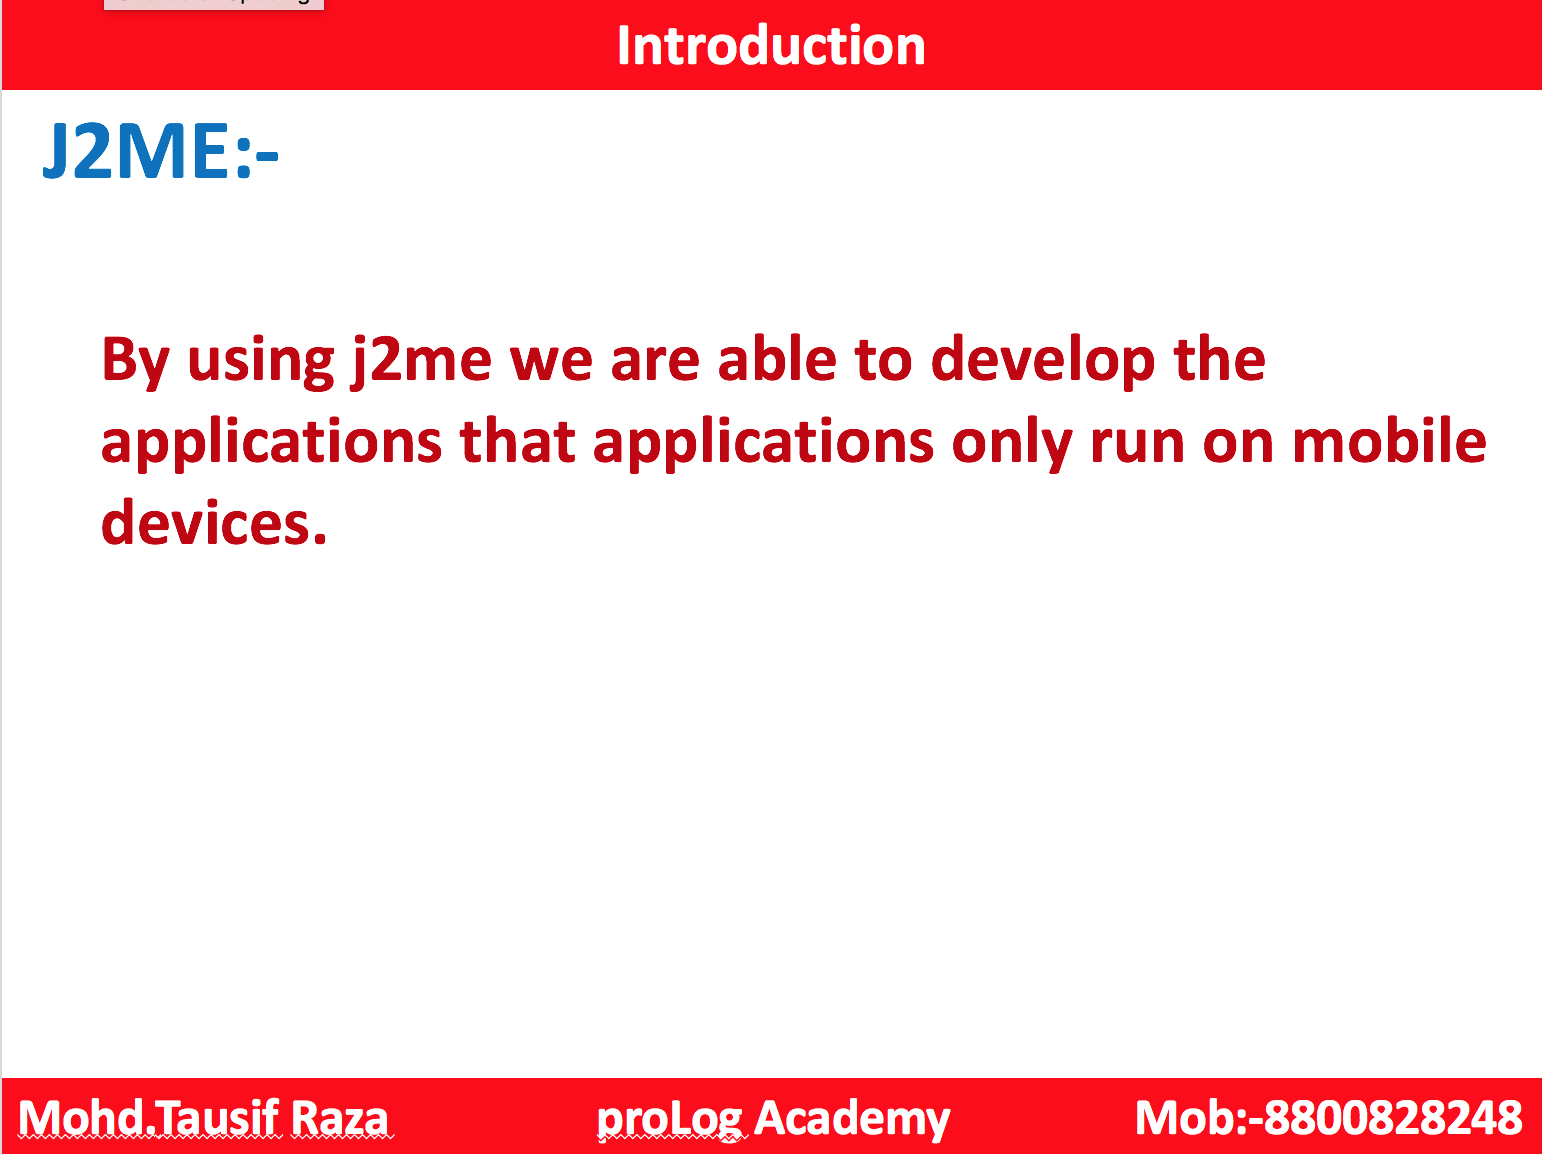 Introduction
J2ME:-
By using j2me we are able to develop the
applications that applications only run on mobile
devices.
Mohd.Tausif Raza
proLog Academy
Mob:-8800828248